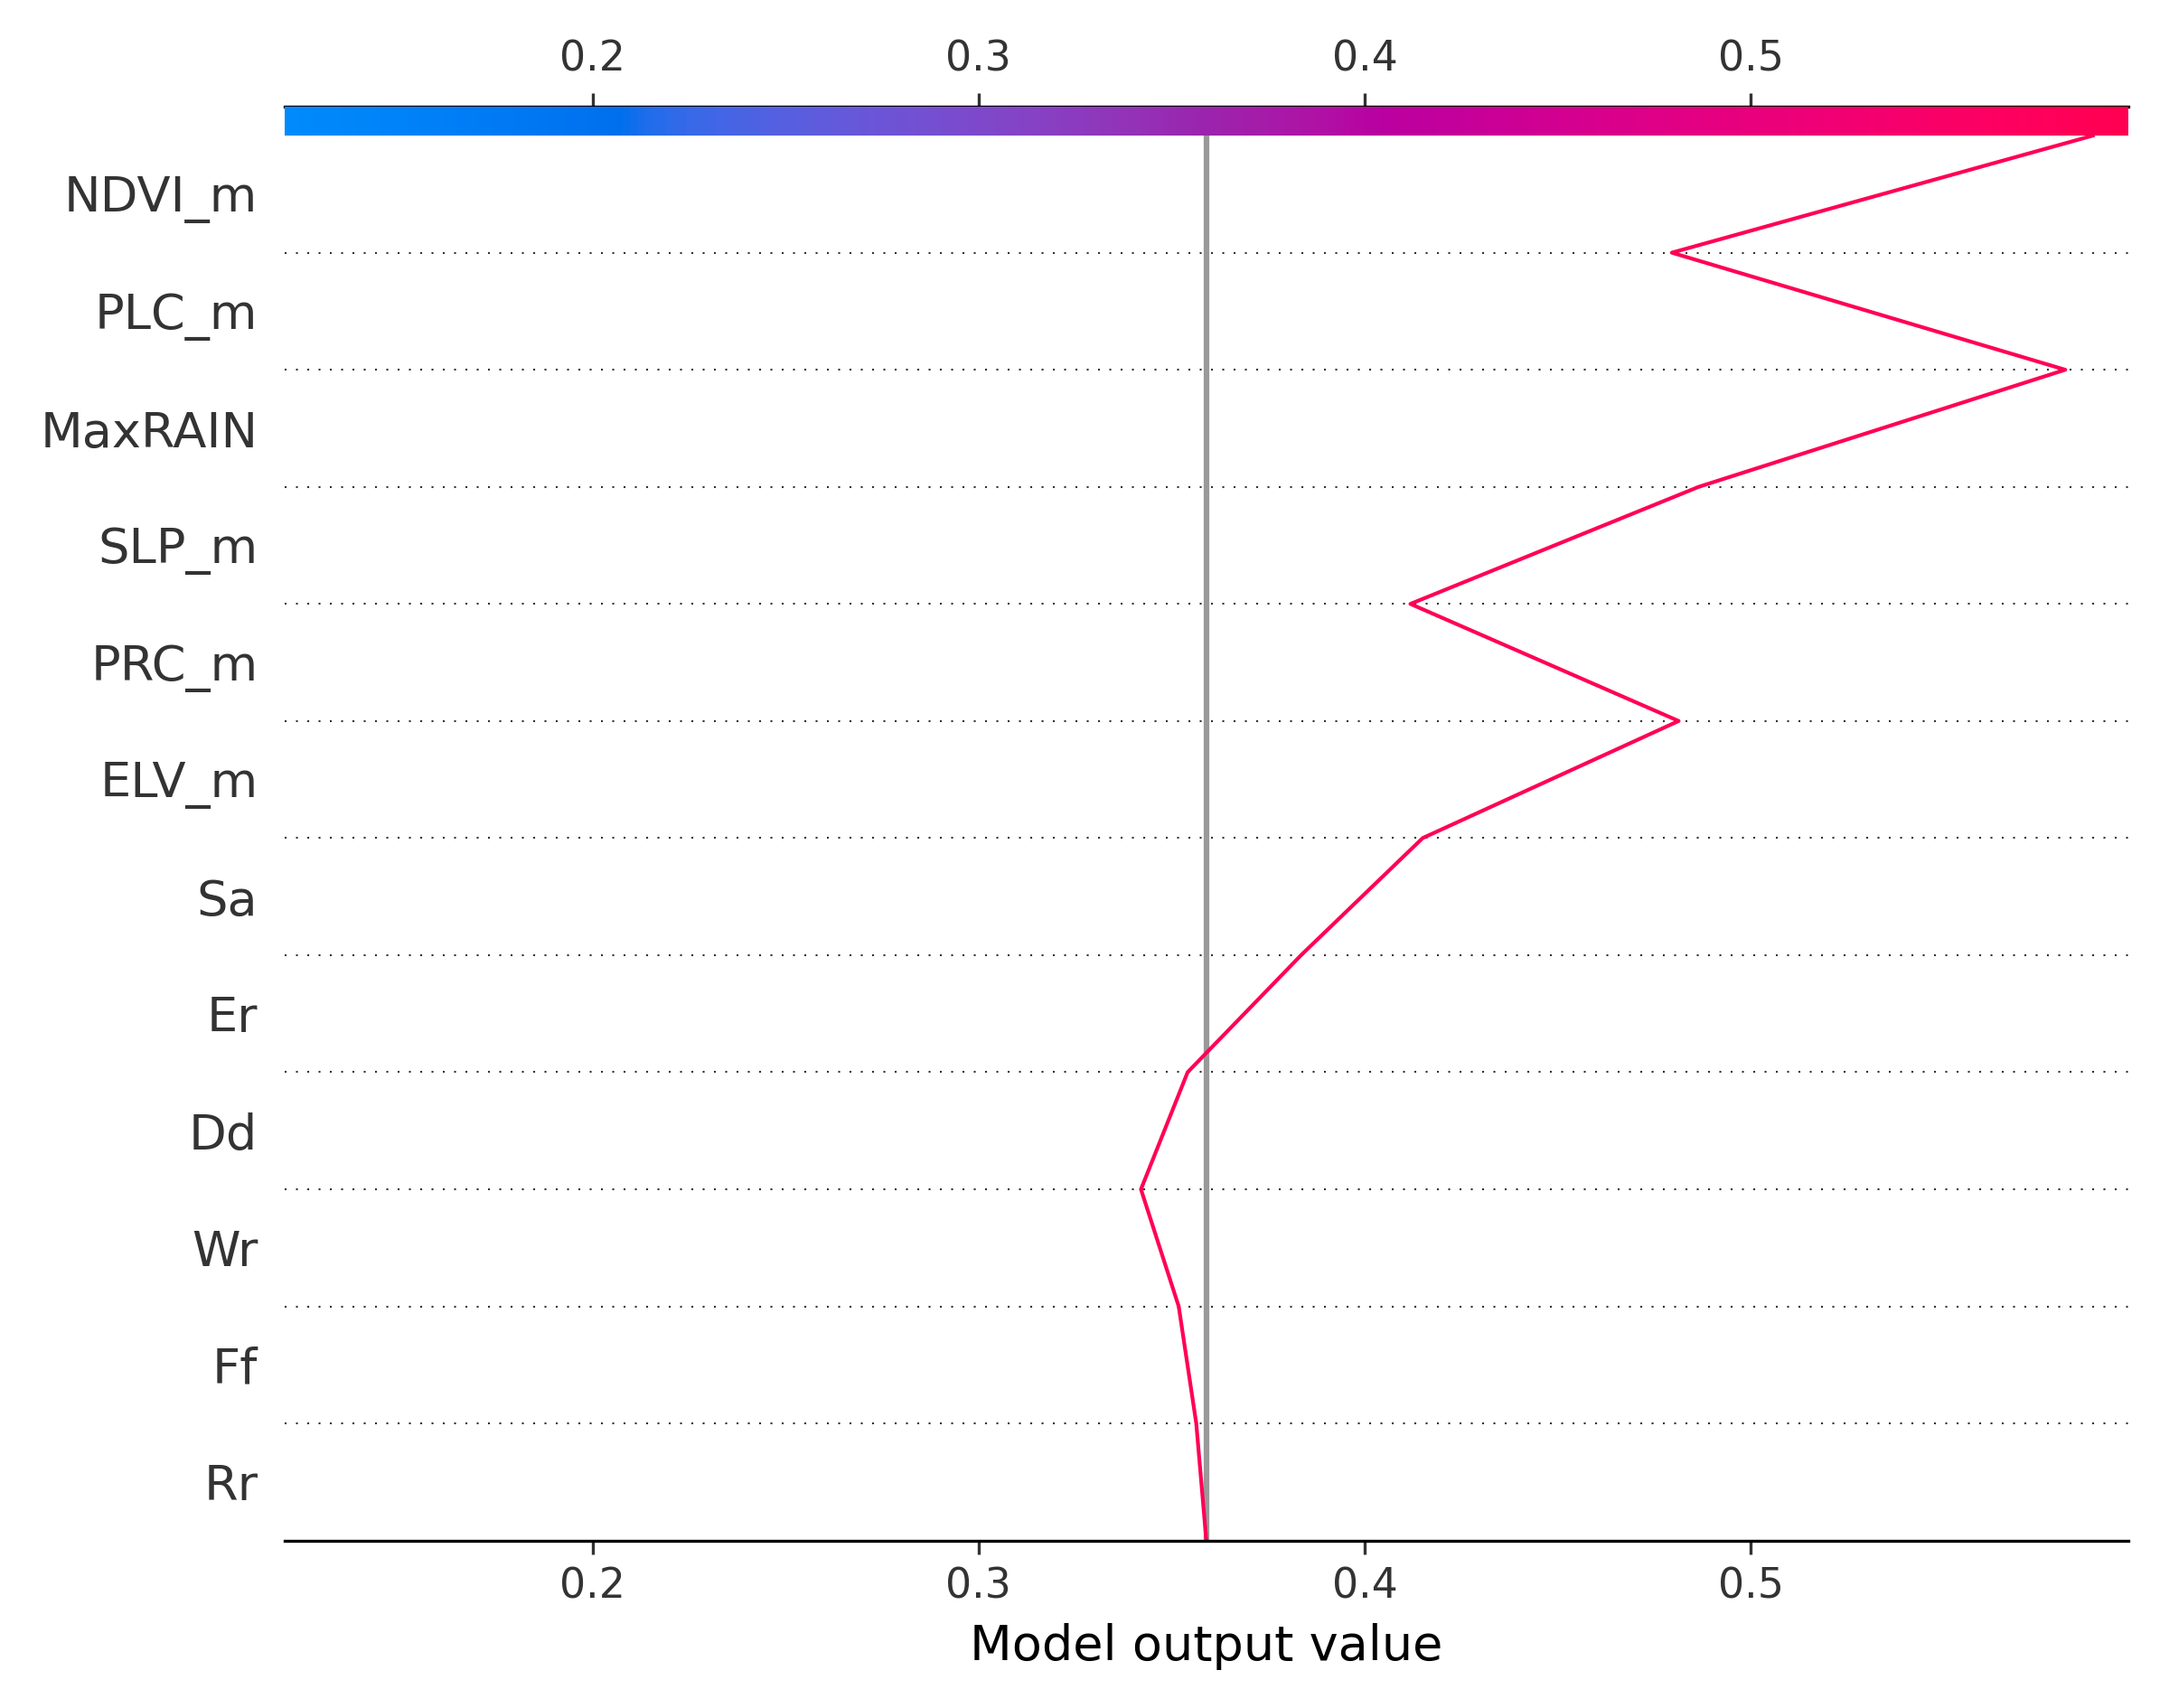 0.2 0.3 0.4 0.5
NDVI_m
PLC_m
MaxRAIN
SLP_m
PRC_m
ELV_m
Sa
Er
Dd
Wr
Ff
Rr
0.2 0.3 0.4 0.5
Model output value